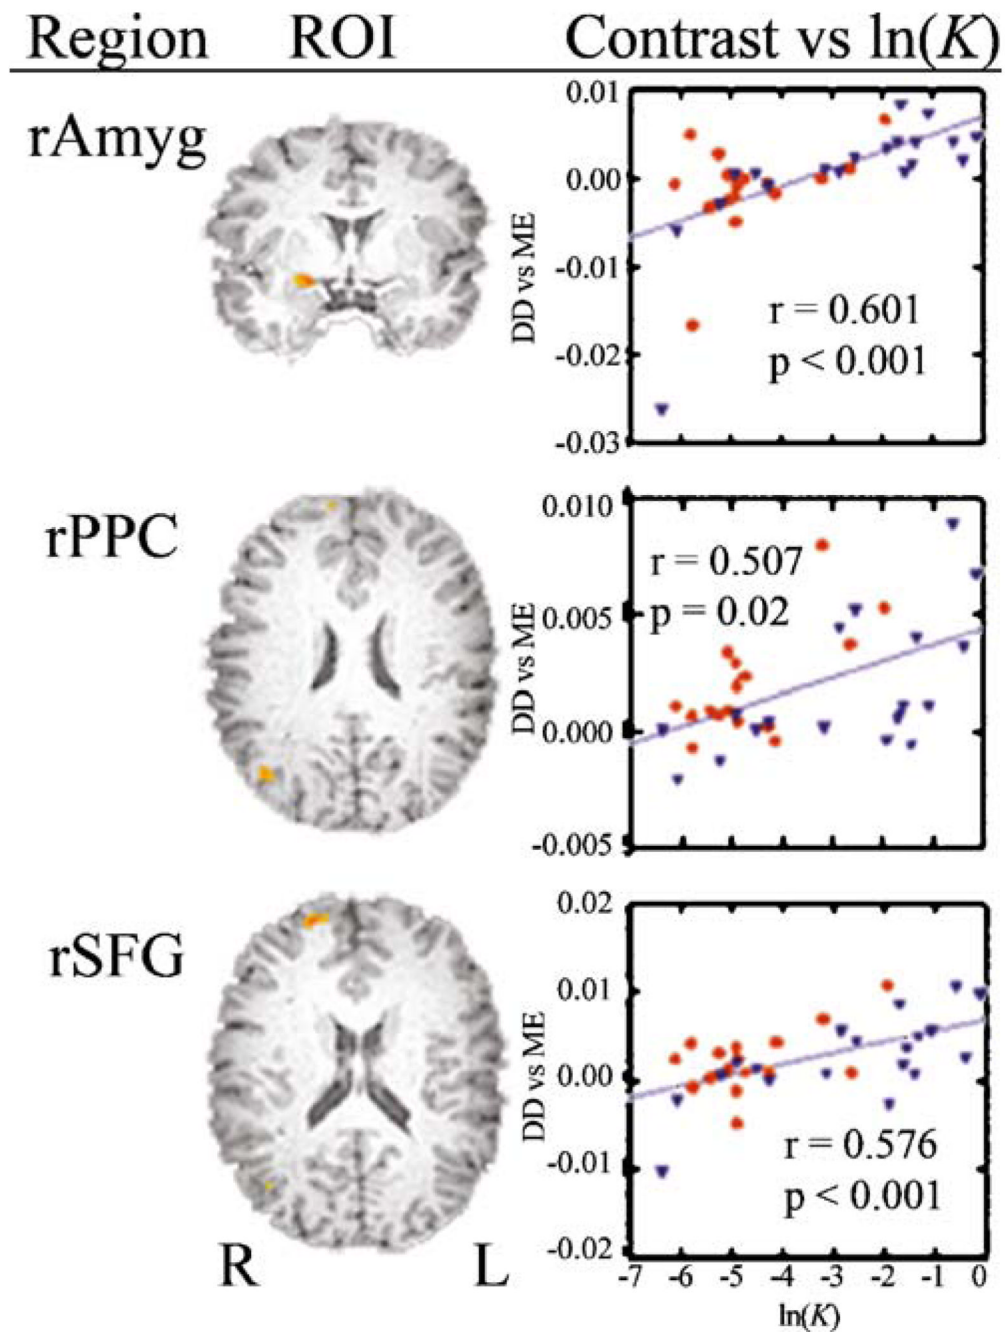 Region ROI Contrast vs ln(K)
rAmyg
0.01
0.00
-0.01
-0.02
-0.03
DD vs ME
r = 0.601
p < 0.001
rPPC
0.010
0.005
0.000
-0.005
DD vs ME
r = 0.507
p = 0.02
rSFG
0.02
0.01
0.00
-0.01
-0.02
DD vs ME
r = 0.576
p < 0.001
R L
-7 -6 -5 -4 -3 -2 -1 0
ln(K)